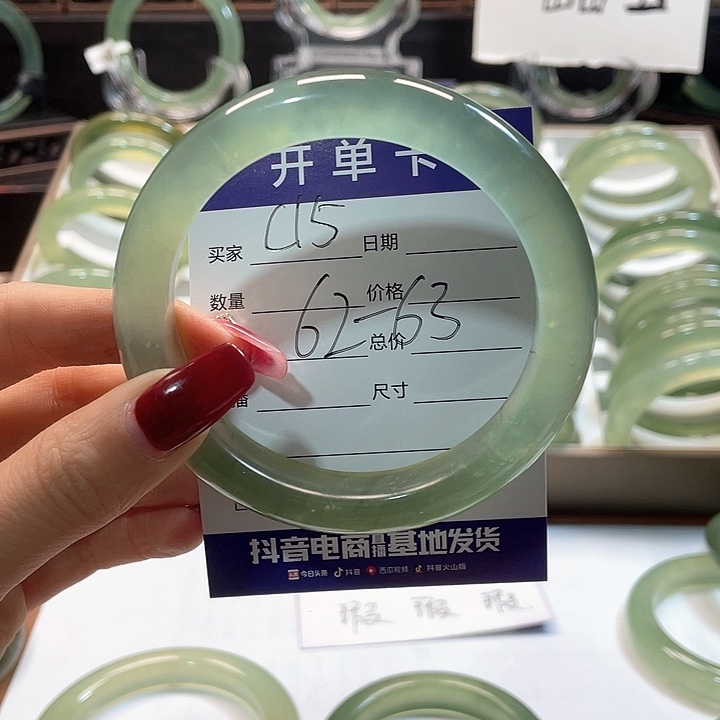 开单卡
买家 C15 日期
数量 62-63 价格
总价
尺寸
抖音电商直播基地发货
今日头条 抖音 西瓜视频 抖音火山版